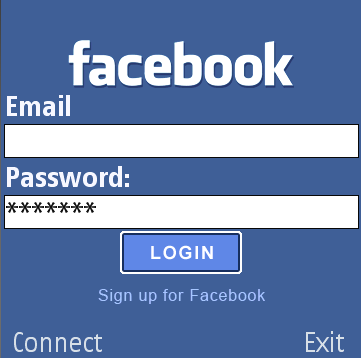 facebook
Email
Password:
*******
LOGIN
Sign up for Facebook
Connect Exit